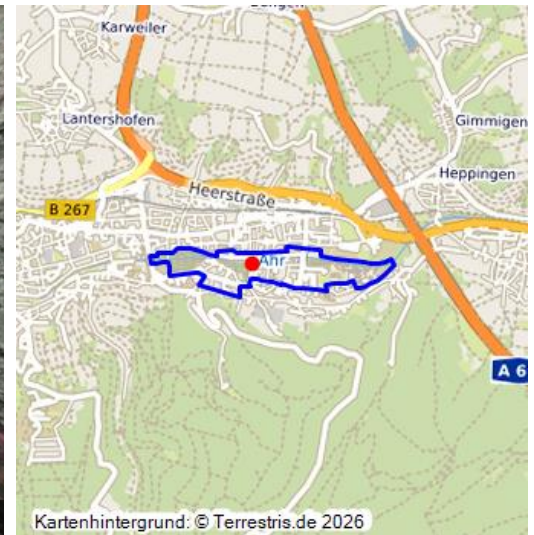 Karweiler
Lantershofen
Gimmigen
Heppingen
Heerstraße
B 267
Ahr
A 6
Kartenhintergrund: © Terrestris.de 2026